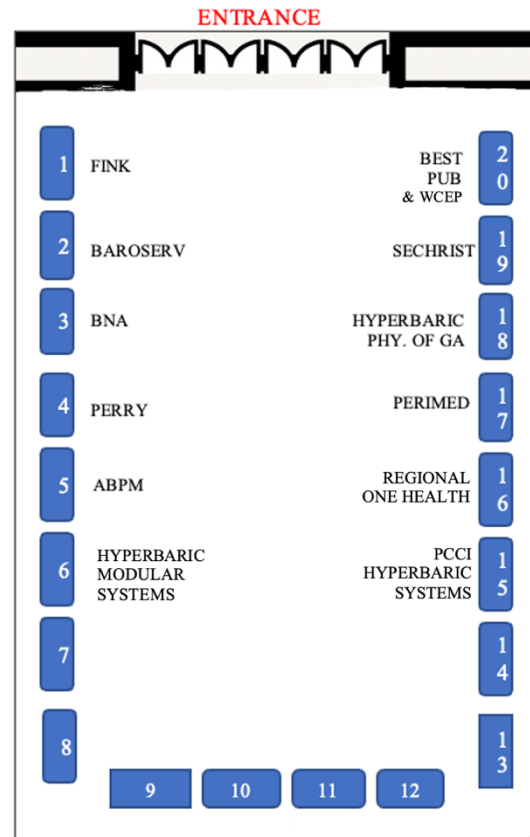 ENTRANCE
1 FINK
2 BAROSERV
3 BNA
4 PERRY
5 ABPM
6 HYPERBARIC
MODULAR
SYSTEMS
7
8
9 10 11 12
BEST
PUB
& WCEP
20
SECHRIST 19
HYPERBARIC
PHY. OF GA
18
PERIMED 17
REGIONAL
ONE HEALTH
16
PCCI
HYPERBARIC
SYSTEMS
15
14
13